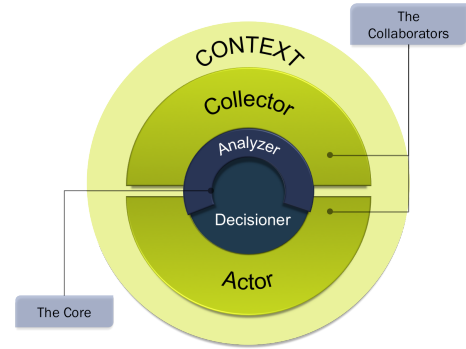 The
Collaborators
CONTEXT
Collector
Analyzer
Decisioner
Actor
The Core